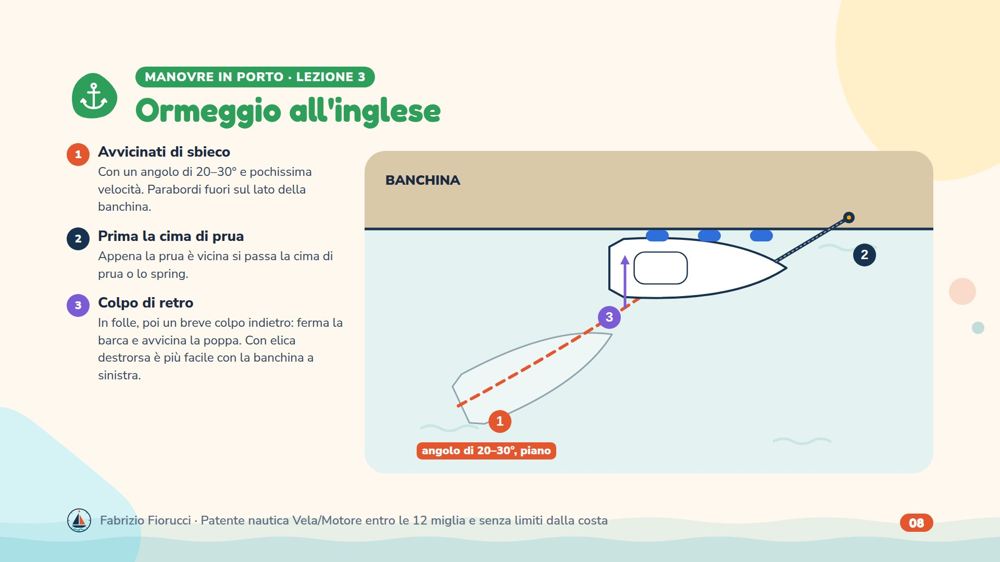 MANOVRE IN PORTO · LEZIONE 3
Ormeggio all'inglese
1
Avvicinati di sbieco
Con un angolo di 20–30° e pochissima
velocità. Parabordi fuori sul lato della
banchina.
2
Prima la cima di prua
Appena la prua è vicina si passa la cima di
prua o lo spring.
3
Colpo di retro
In folle, poi un breve colpo indietro: ferma la
barca e avvicina la poppa. Con elica
destrorsa è più facile con la banchina a
sinistra.
BANCHINA
2
3
1
angolo di 20–30°, piano
Fabrizio Fiorucci · Patente nautica Vela/Motore entro le 12 miglia e senza limiti dalla costa
08